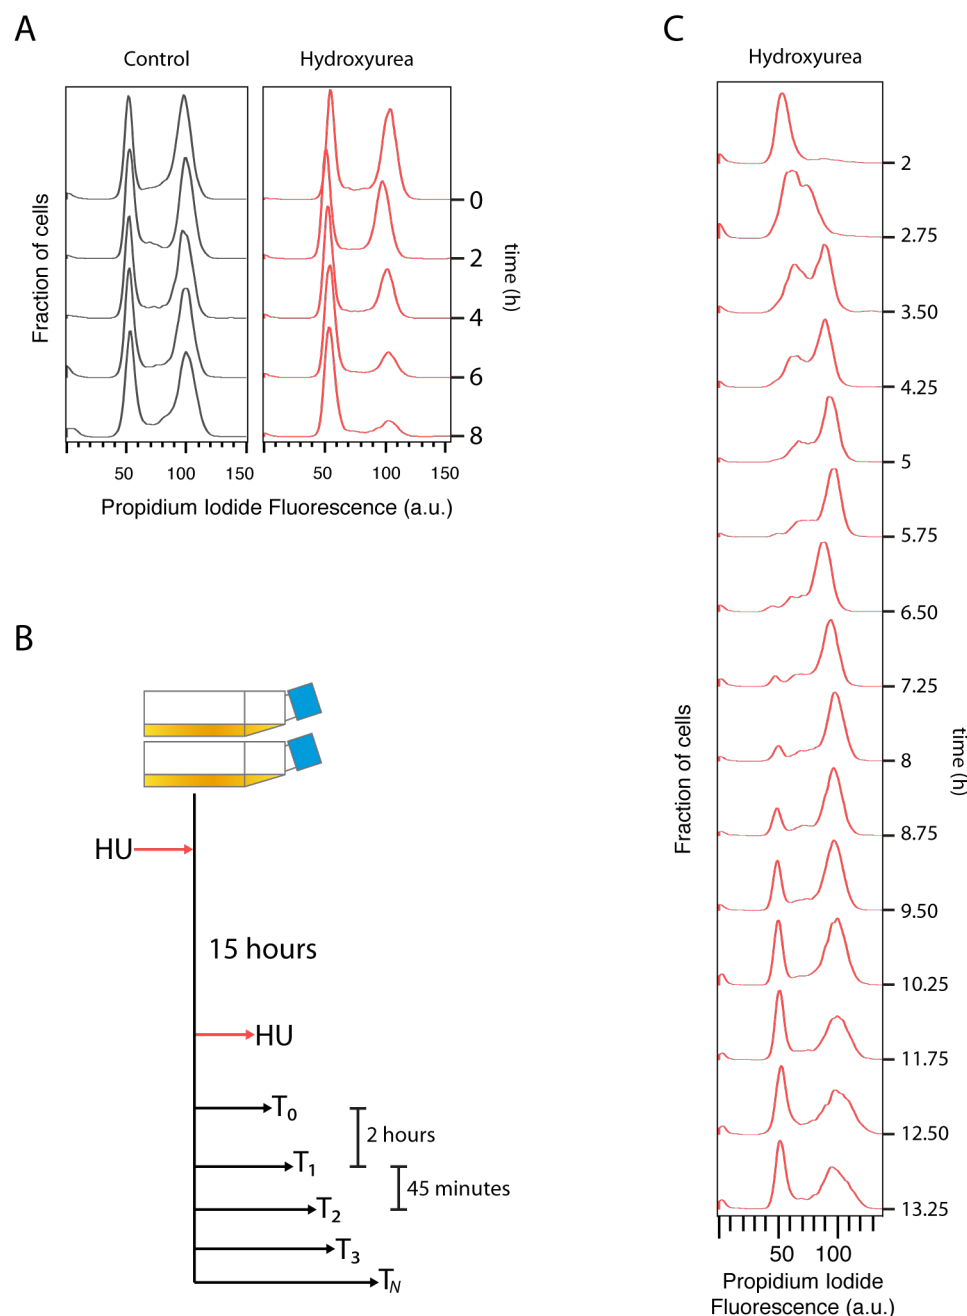 A
Control
Hydroxyurea
Fraction of cells
0
2
4
6
8
time (h)
50
100
150
50
100
150
Propidium Iodide Fluorescence (a.u.)
B
HU
15 hours
HU
T0
2 hours
T1
45 minutes
T2
T3
TN
C
Hydroxyurea
2
2.75
3.50
4.25
5
5.75
6.50
7.25
8
8.75
9.50
10.25
11.75
12.50
13.25
Fraction of cells
time (h)
50
100
Propidium Iodide
Fluorescence (a.u.)